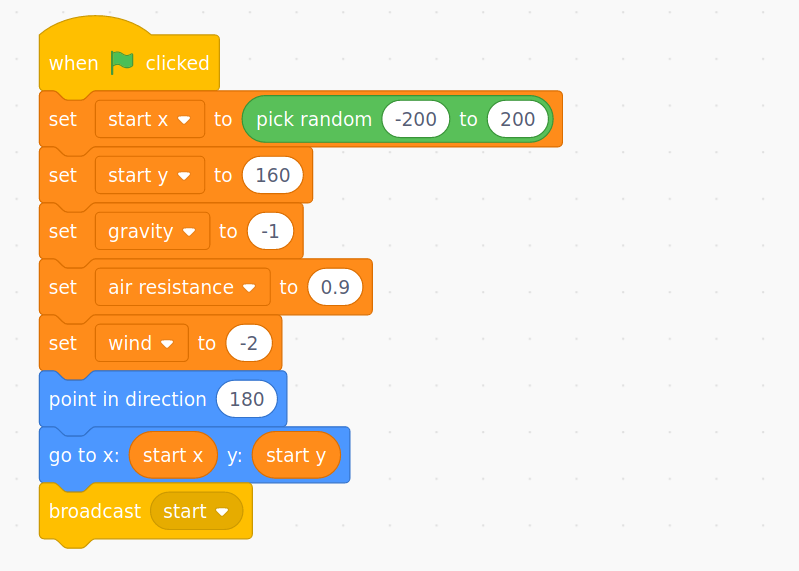 when clicked
set start x to pick random -200 to 200
set start y to 160
set gravity to -1
set air resistance to 0.9
set wind to -2
point in direction 180
go to x: start x y: start y
broadcast start